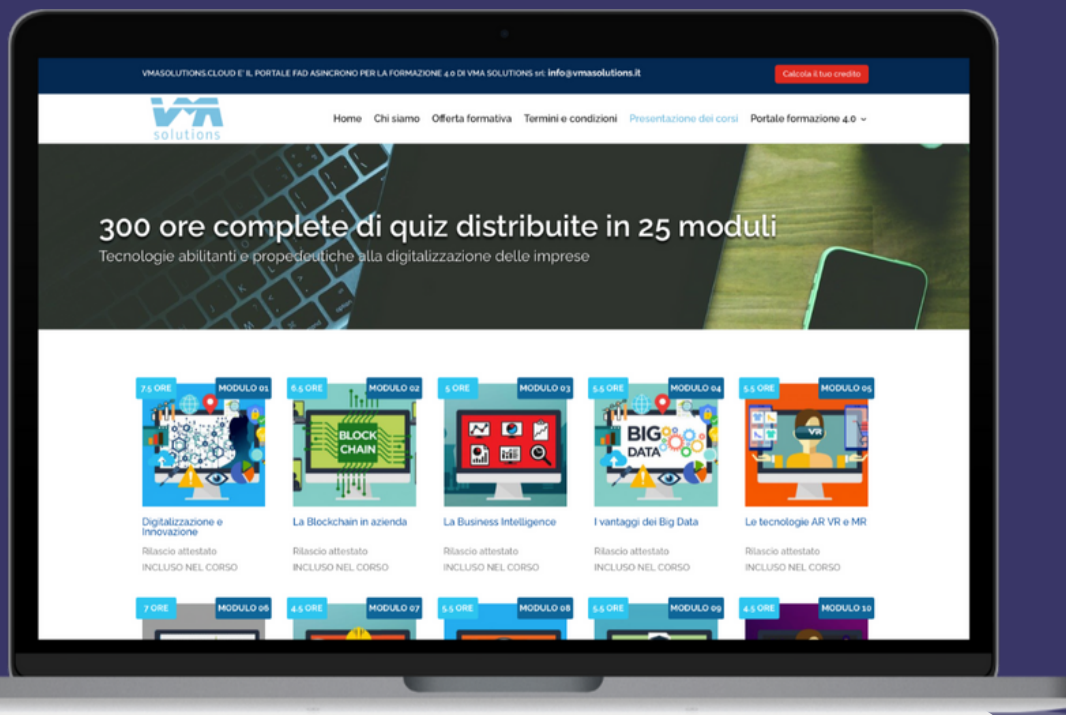 VMASOLUTIONS.CLOUD E' IL PORTALE FAD ASINCRONO PER LA FORMAZIONE 4.0 DI VMA SOLUTIONS srl: info@vmasolutions.it
Calcola il tuo credito
VMA
solutions
Home Chi siamo Offerta formativa Termini e condizioni Presentazione dei corsi Portale formazione 4.0
300 ore complete di quiz distribuite in 25 moduli
Tecnologie abilitanti e propedeutiche alla digitalizzazione delle imprese
7.5 ORE MODULO 01
6.5 ORE MODULO 02
5 ORE MODULO 03
5.5 ORE MODULO 04
5.5 ORE MODULO 05
BLOCK
CHAIN
BIG
DATA
VR
Digitalizzazione e
Innovazione
Rilascio attestato
INCLUSO NEL CORSO
La Blockchain in azienda
Rilascio attestato
INCLUSO NEL CORSO
La Business Intelligence
Rilascio attestato
INCLUSO NEL CORSO
I vantaggi dei Big Data
Rilascio attestato
INCLUSO NEL CORSO
Le tecnologie AR VR e MR
Rilascio attestato
INCLUSO NEL CORSO
7 ORE MODULO 06
4.5 ORE MODULO 07
5.5 ORE MODULO 08
5.5 ORE MODULO 09
4.5 ORE MODULO 10